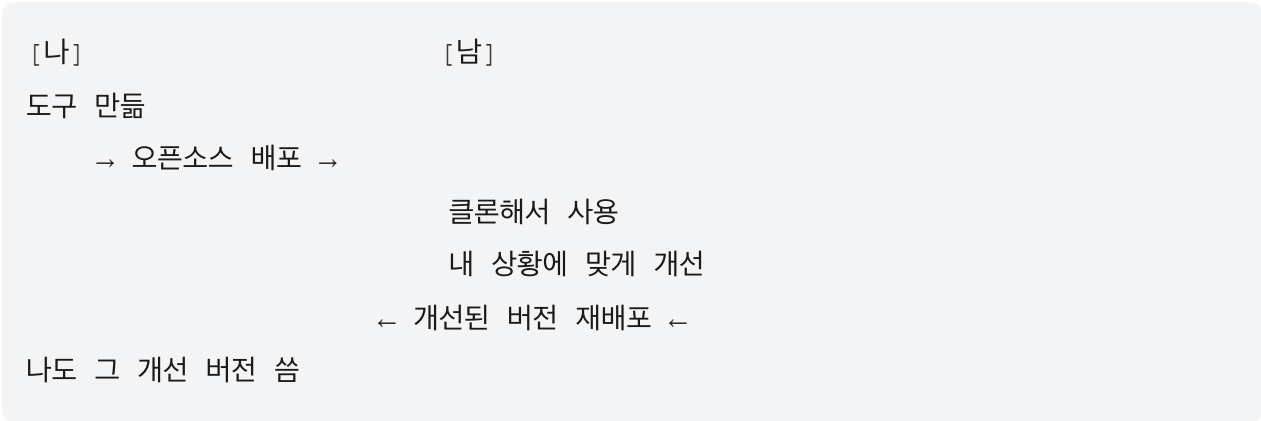 [나] [남]
도구 만듦
→ 오픈소스 배포 →
클론해서 사용
내 상황에 맞게 개선
← 개선된 버전 재배포 ←
나도 그 개선 버전 씀